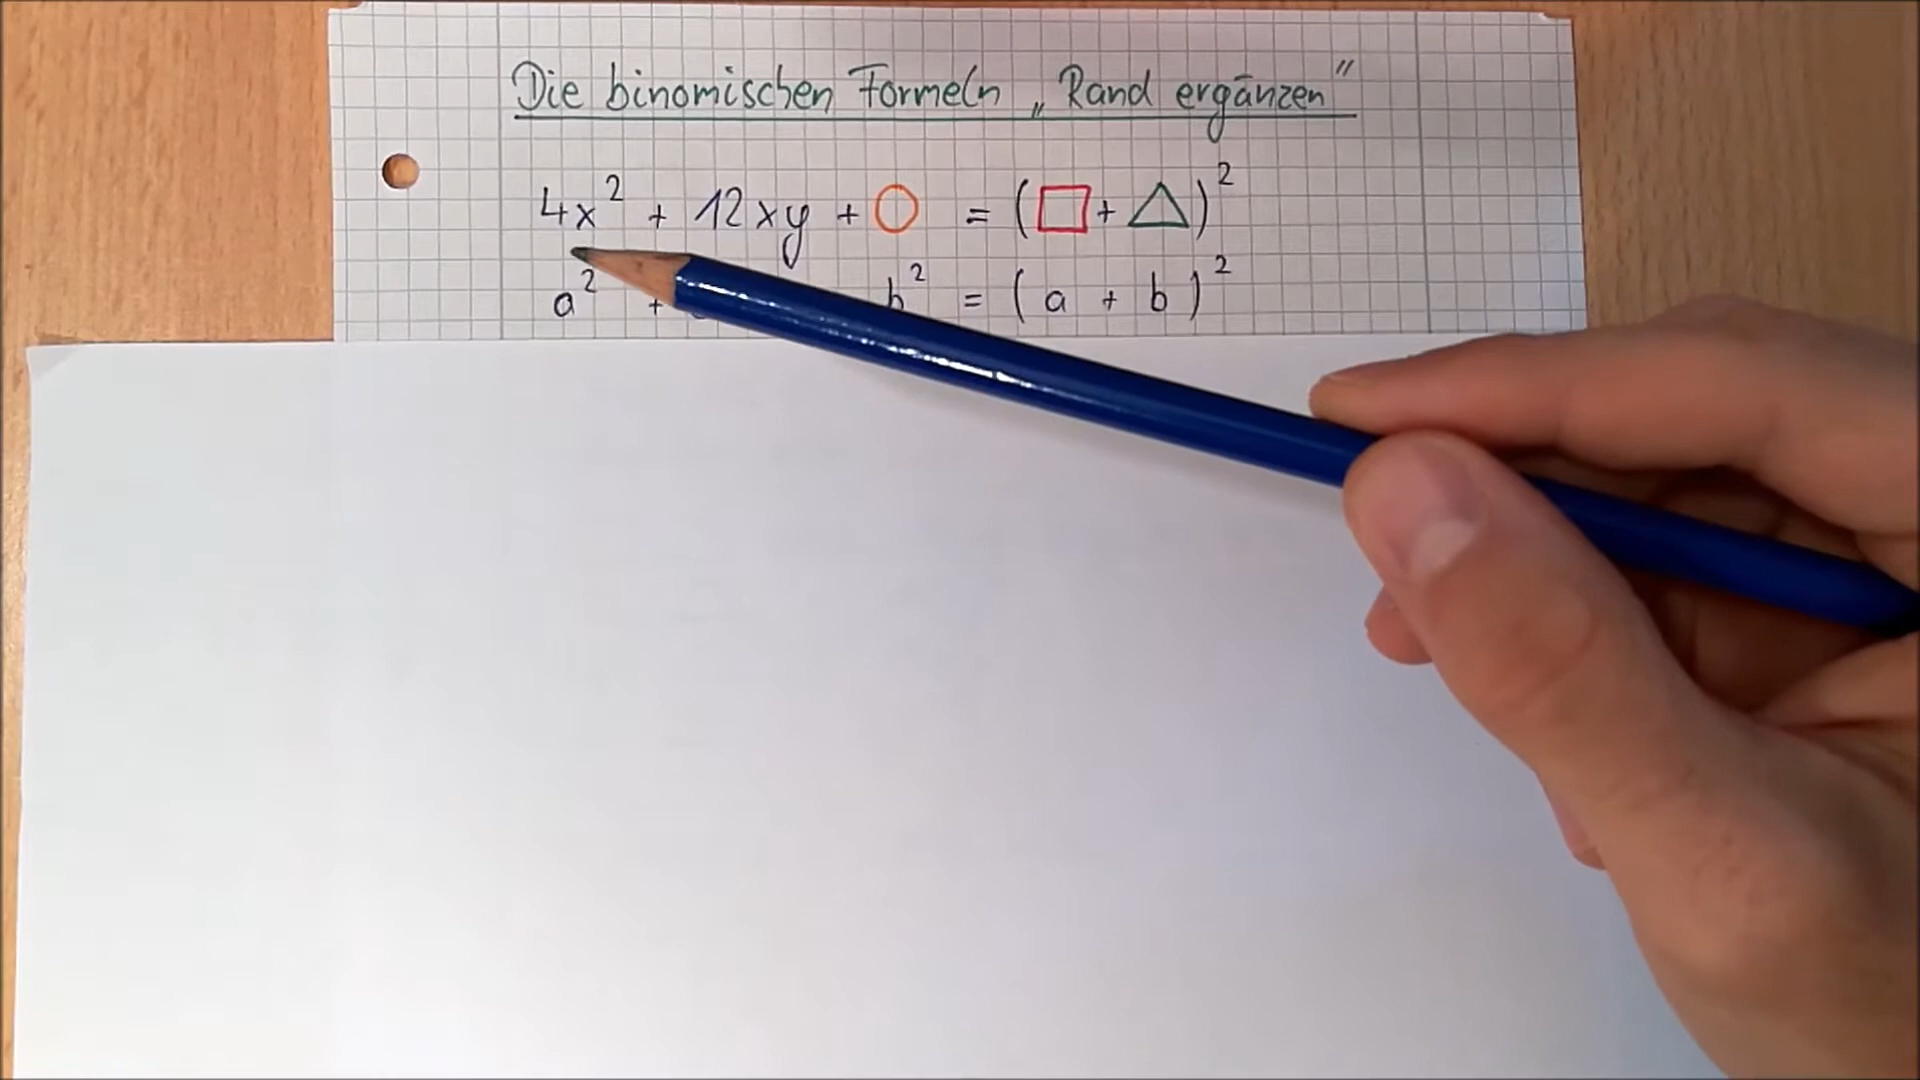 Die binomischen Formeln „Rand ergänzen“
4x² + 12xy + ○ = (□ + △)²
a² + b² = (a + b)²